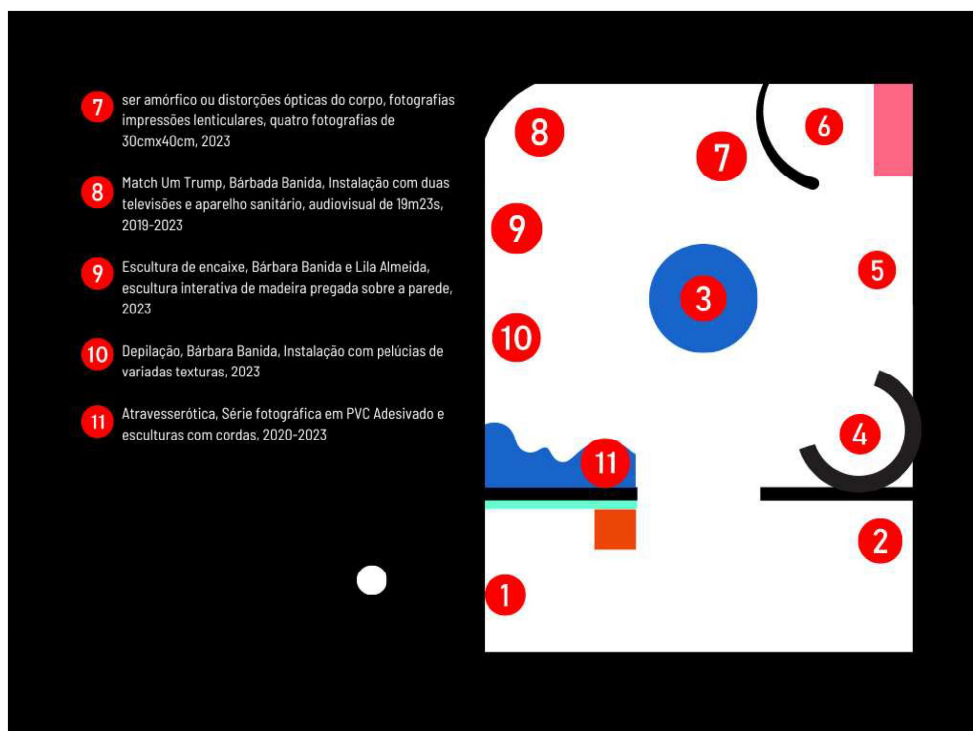 7
ser amórfico ou distorções ópticas do corpo, fotografias
impressões lenticulares, quatro fotografias de
30cmx40cm, 2023
8
Match Um Trump, Bárbada Banida, Instalação com duas
televisões e aparelho sanitário, audiovisual de 19m23s,
2019-2023
9
Escultura de encaixe, Bárbara Banida e Lila Almeida,
escultura interativa de madeira pregada sobre a parede,
2023
10
Depilação, Bárbara Banida, Instalação com pelúcias de
variadas texturas, 2023
11
Atravesserótica, Série fotográfica em PVC Adesivado e
esculturas com cordas, 2020-2023
8
7
6
9
5
3
10
4
11
2
1